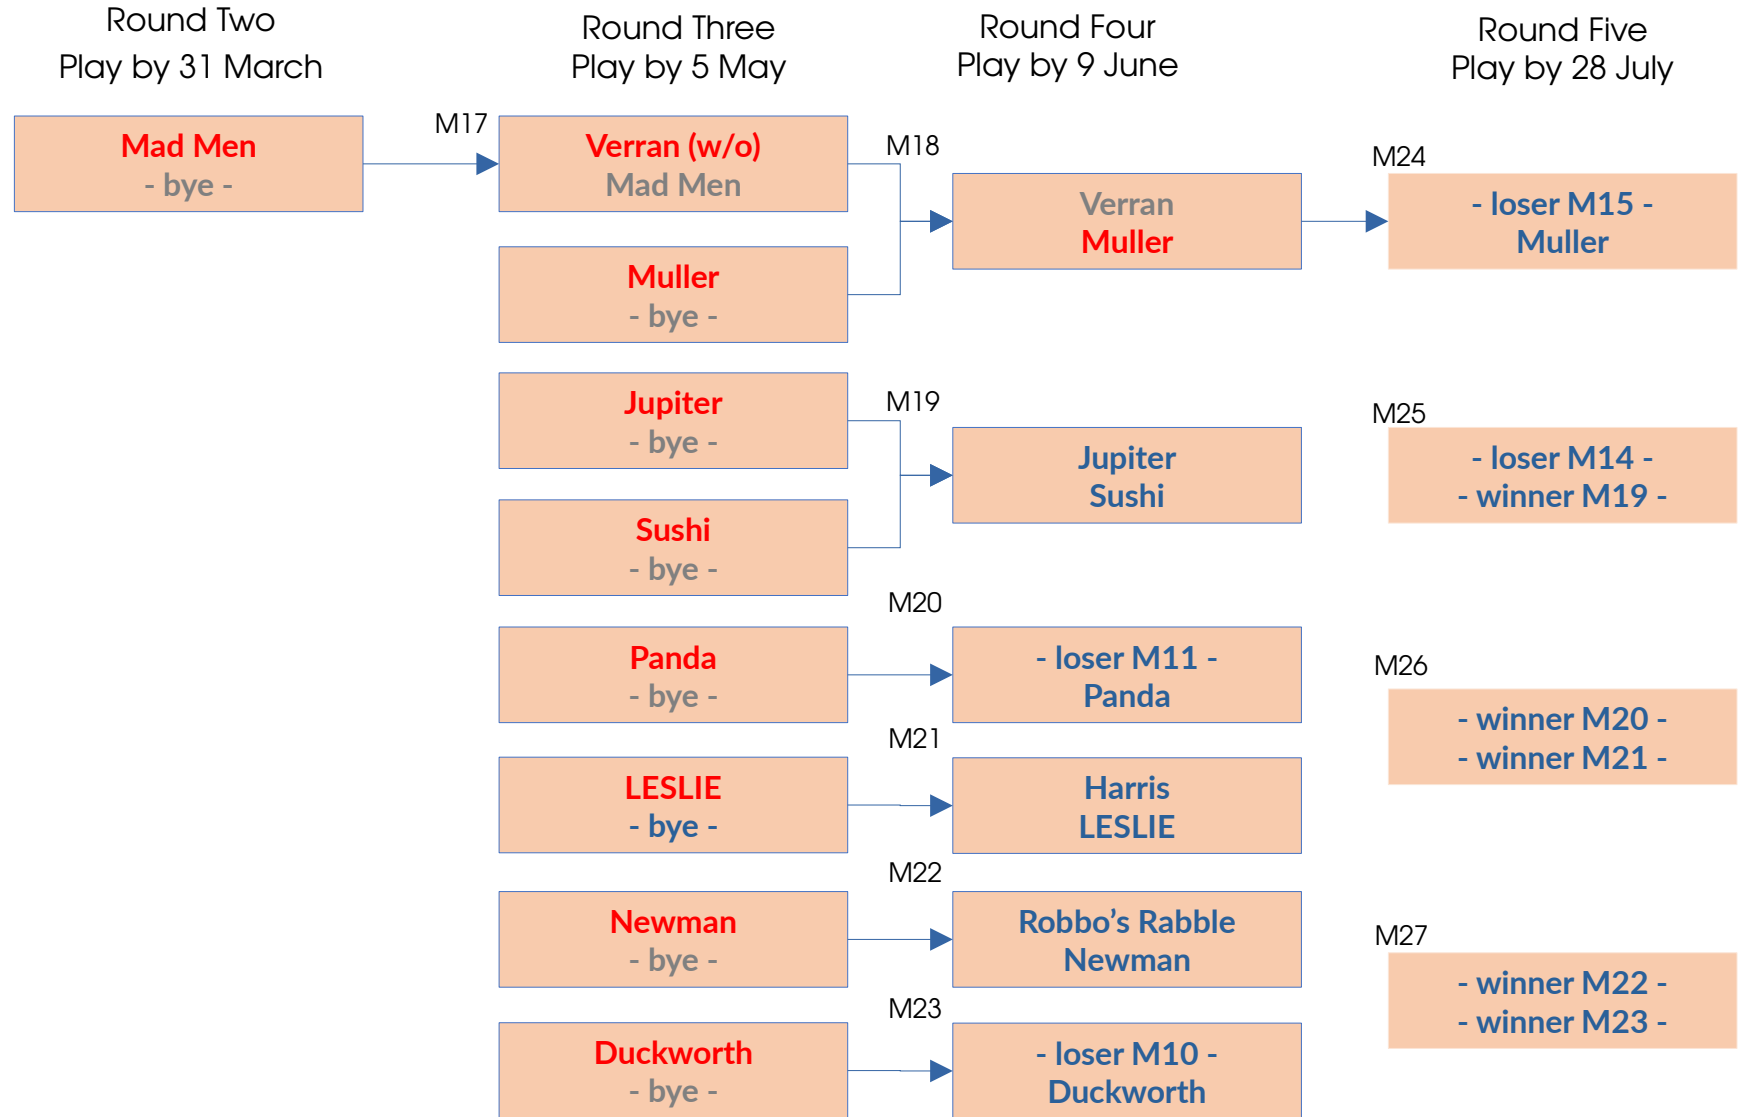 Round Two
Play by 31 March
Round Three
Play by 5 May
Round Four
Play by 9 June
Round Five
Play by 28 July
Mad Men
- bye -
M17
Verran (w/o)
Mad Men
Muller
- bye -
Jupiter
- bye -
Sushi
- bye -
Panda
- bye -
LESLIE
- bye -
Newman
- bye -
Duckworth
- bye -
M18
Verran
Muller
M19
Jupiter
Sushi
M20
- loser M11 -
Panda
M21
Harris
LESLIE
M22
Robbo’s Rabble
Newman
M23
- loser M10 -
Duckworth
M24
- loser M15 -
Muller
M25
- loser M14 -
- winner M19 -
M26
- winner M20 -
- winner M21 -
M27
- winner M22 -
- winner M23 -